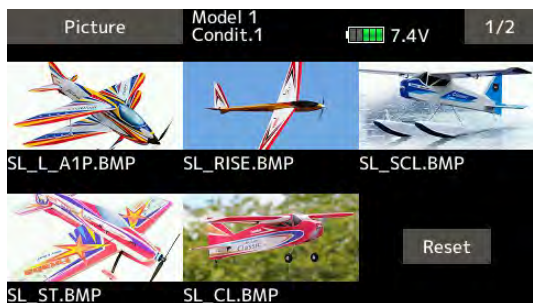 Picture
Model 1
Condit.1
7.4V
1/2
SL_L_A1P.BMP
SL_RISE.BMP
SL_SCL.BMP
Classic
SL_ST.BMP
SL_CL.BMP
Reset